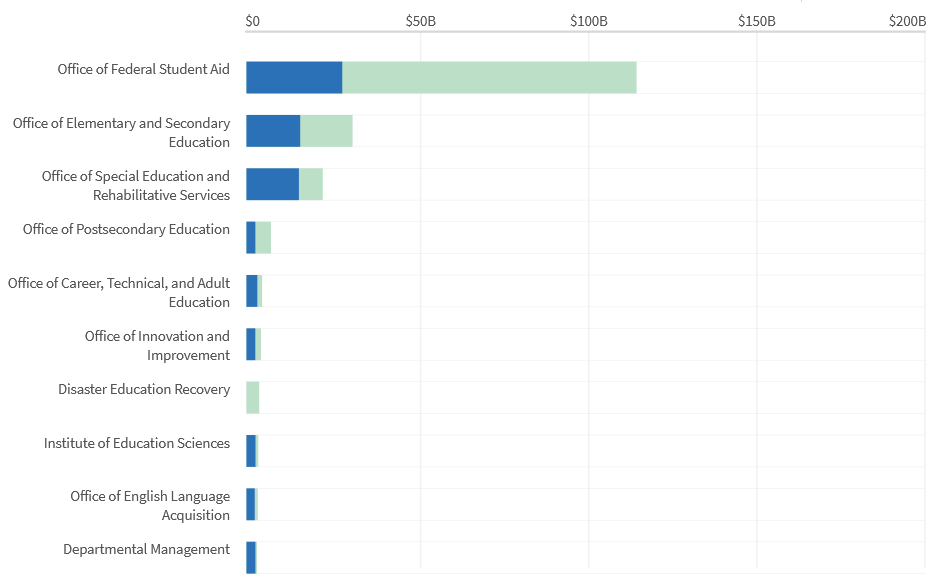 $0 $50B $100B $150B $200B
Office of Federal Student Aid
Office of Elementary and Secondary
Education
Office of Special Education and
Rehabilitative Services
Office of Postsecondary Education
Office of Career, Technical, and Adult
Education
Office of Innovation and
Improvement
Disaster Education Recovery
Institute of Education Sciences
Office of English Language
Acquisition
Departmental Management